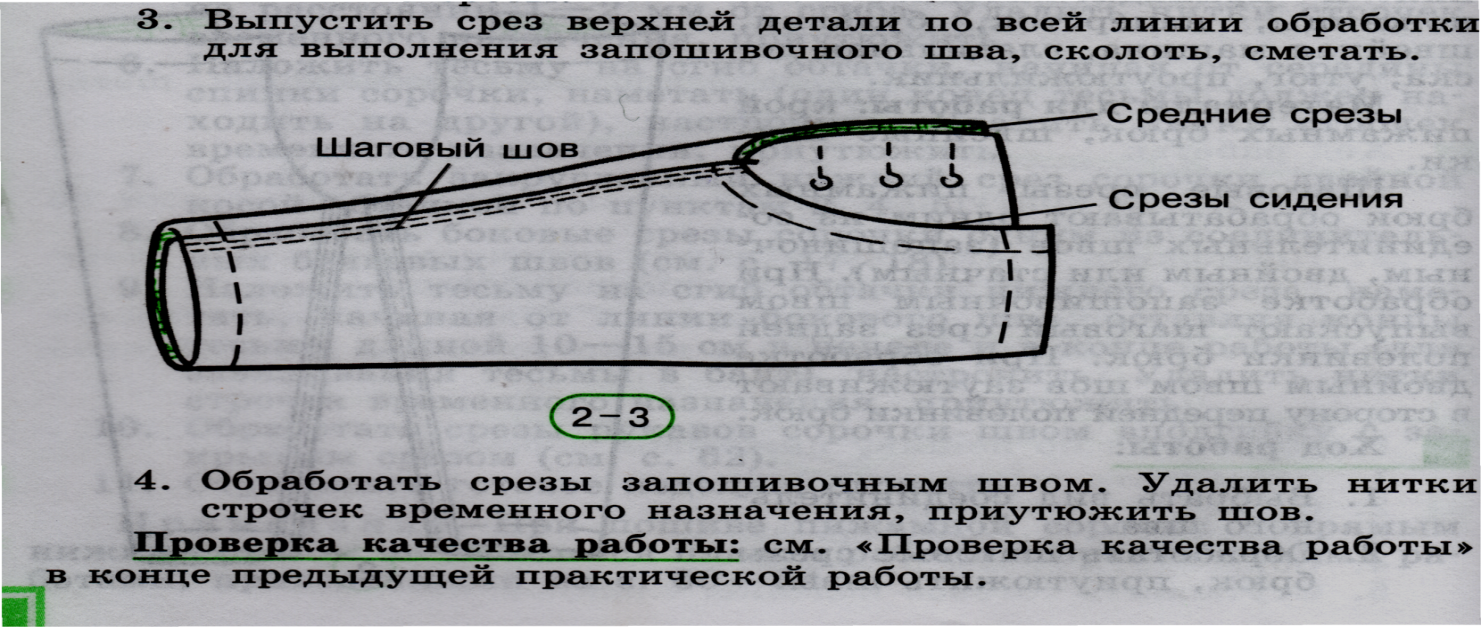 3. Выпустить срез верхней детали по всей линии обработки
для выполнения запошивочного шва, сколоть, сметать.
Средние срезы
Шаговый шов
Срезы сидения
2–3
4. Обработать срезы запошивочным швом. Удалить нитки
строчек временного назначения, приутюжить шов.
Проверка качества работы: см. «Проверка качества работы»
в конце предыдущей практической работы.